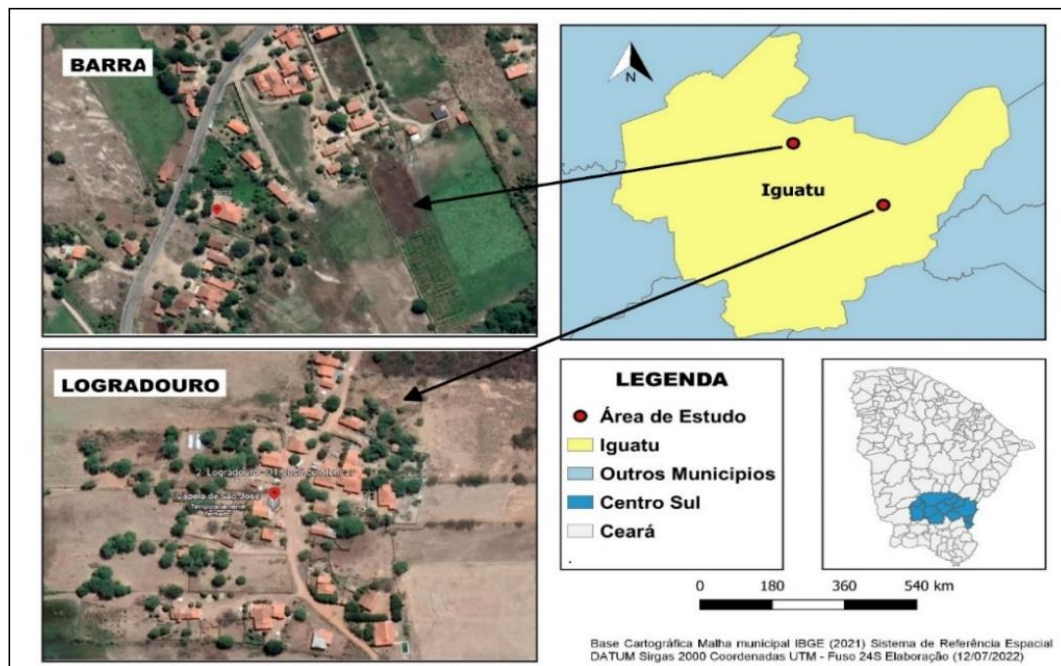 BARRA
N
Iguatu
LOGRADOURO
Capela de São José
LEGENDA
Área de Estudo
Iguatu
Outros Municipios
Centro Sul
Ceará
0 180 360 540 km
Base Cartográfica Malha municipal IBGE (2021) Sistema de Referência Espacial
DATUM Sirgas 2000 Coordenadas UTM - Fuso 24S Elaboração (12/07/2022)